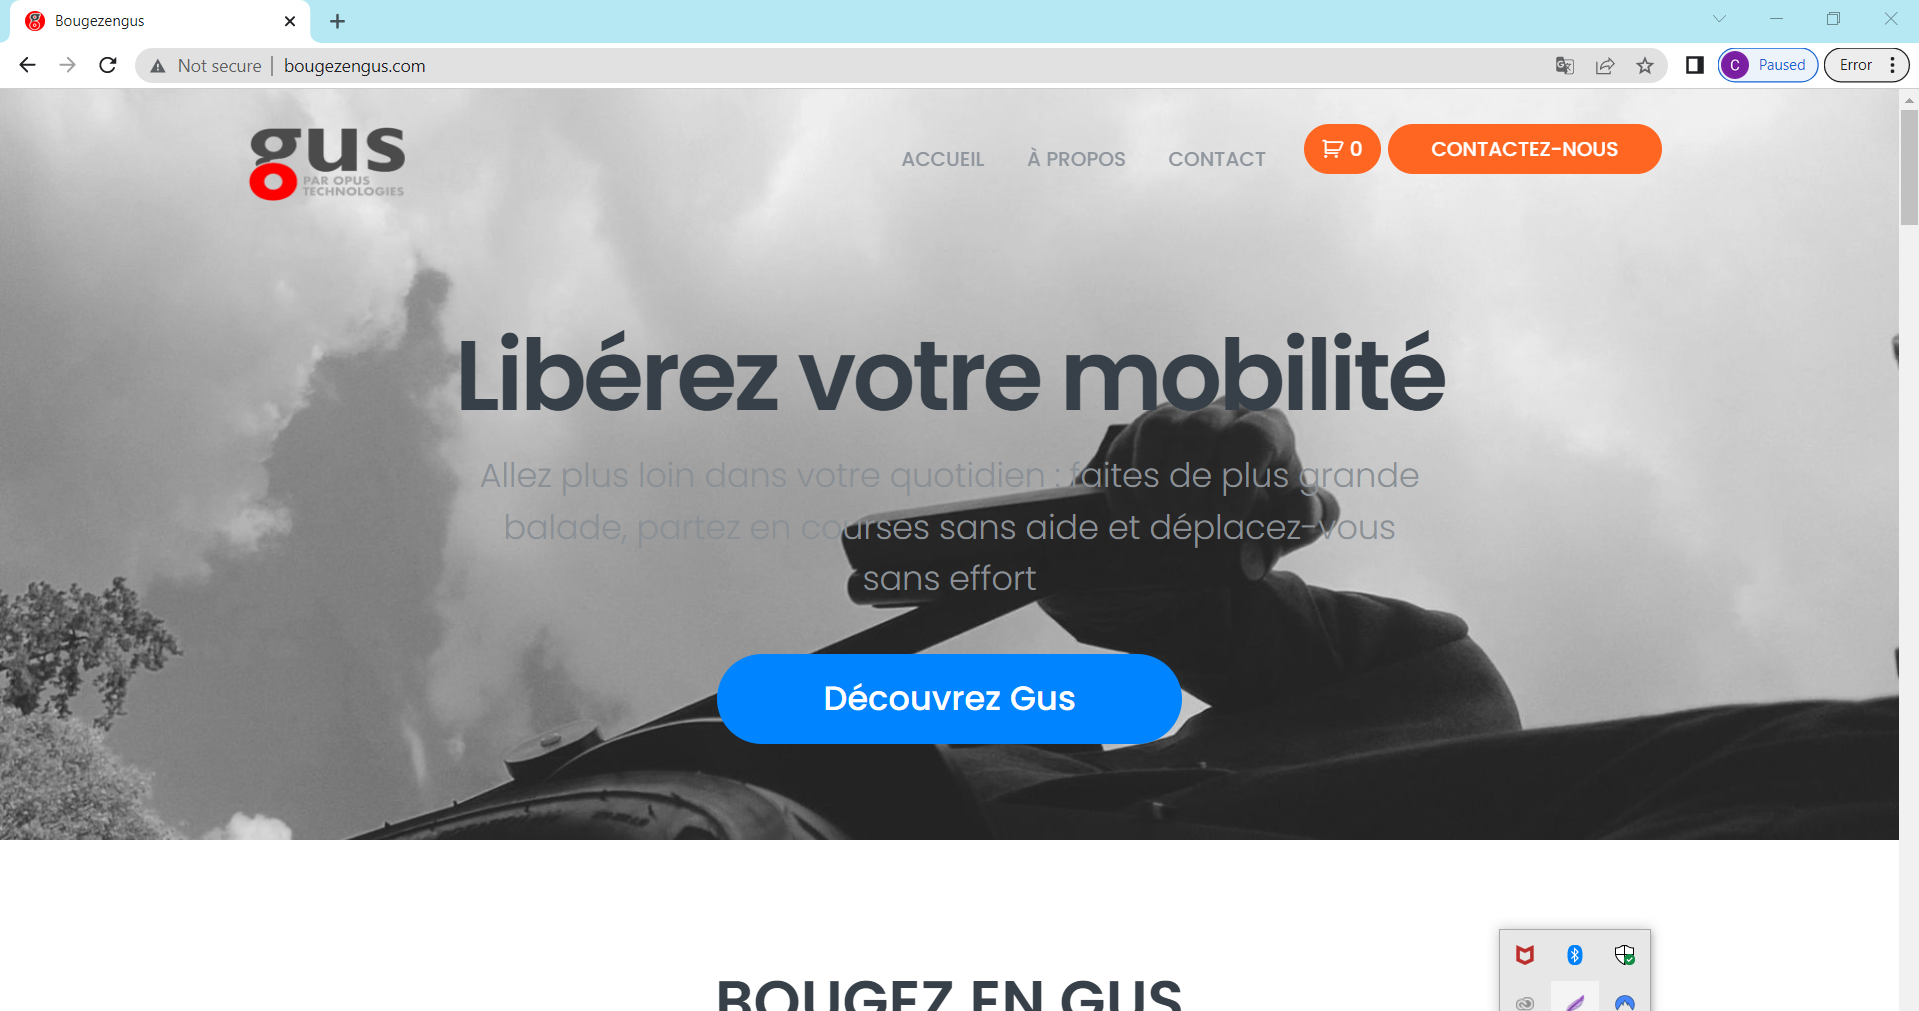 Bougezengus
Not secure
bougezengus.com
C
Paused
Error
gus
PAR OPUS
TECHNOLOGIES
ACCUEIL
À PROPOS
CONTACT
0
CONTACTEZ-NOUS
Libérez votre mobilité
Allez plus loin dans votre quotidien : faites de plus grande
balade, partez en courses sans aide et déplacez-vous
sans effort
Découvrez Gus
BOUGEZ EN GUS